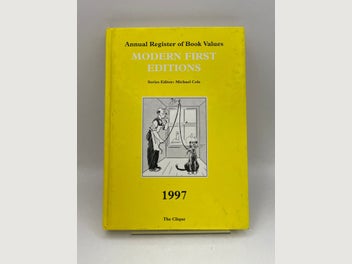 Annual Register of Book Values
MODERN FIRST
EDITIONS
Series Editor: Michael Cole
1997
The Clique